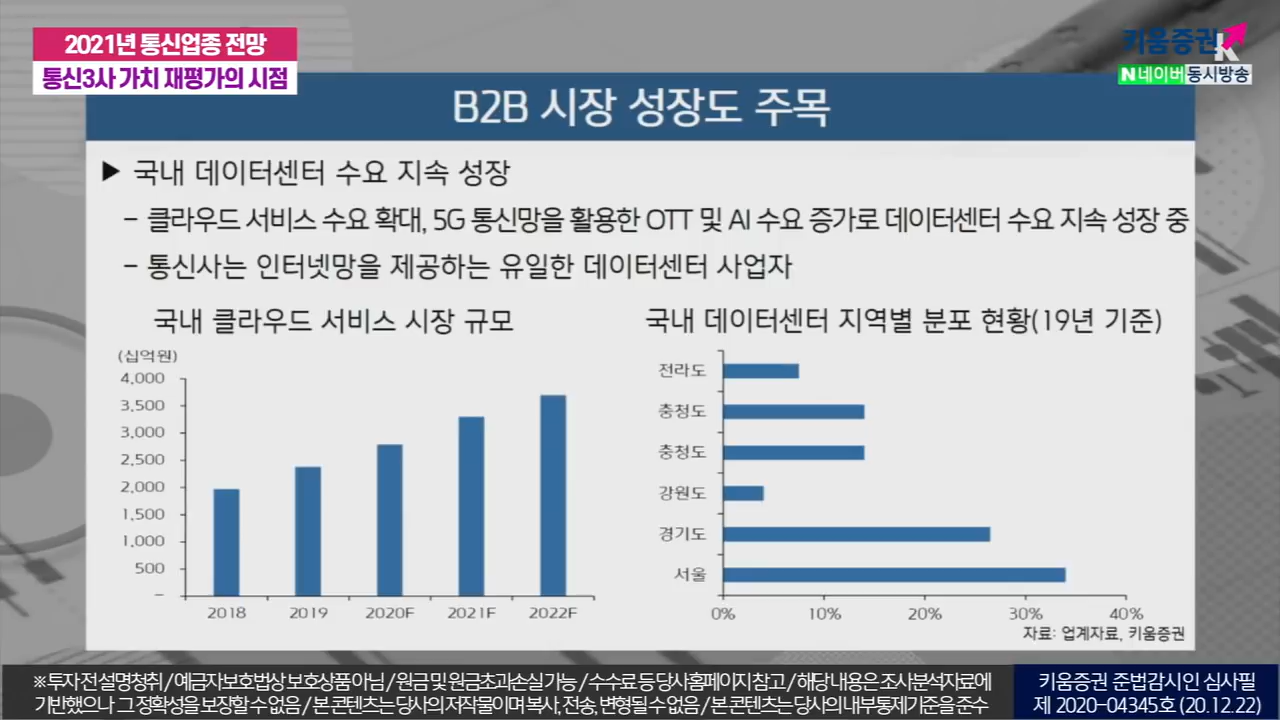 2021년 통신업종 전망
통신3사 가치 재평가의 시점
키움증권
N네이버 동시방송
B2B 시장 성장도 주목
▶ 국내 데이터센터 수요 지속 성장
- 클라우드 서비스 수요 확대, 5G 통신망을 활용한 OTT 및 AI 수요 증가로 데이터센터 수요 지속 성장 중
- 통신사는 인터넷망을 제공하는 유일한 데이터센터 사업자
국내 클라우드 서비스 시장 규모
(십억원)
4,000
3,500
3,000
2,500
2,000
1,500
1,000
500
-
2018 2019 2020F 2021F 2022F
국내 데이터센터 지역별 분포 현황(19년 기준)
전라도
충청도
충청도
강원도
경기도
서울
0% 10% 20% 30% 40%
자료: 업계자료, 키움증권
※ 투자 전 설명청취 / 예금자보호법상 보호상품 아님 / 원금 및 원금초과손실 가능 / 수수료 등 당사 홈페이지 참고 / 해당 내용은 조사분석자료에
기반했으나 그 정확성을 보장할 수 없음 / 본 콘텐츠는 당사의 저작물이며 복사, 전송, 변형될 수 없음 / 본 콘텐츠는 당사의 내부통제기준을 준수
키움증권 준법감시인 심사필
제 2020-04345호 (20.12.22)